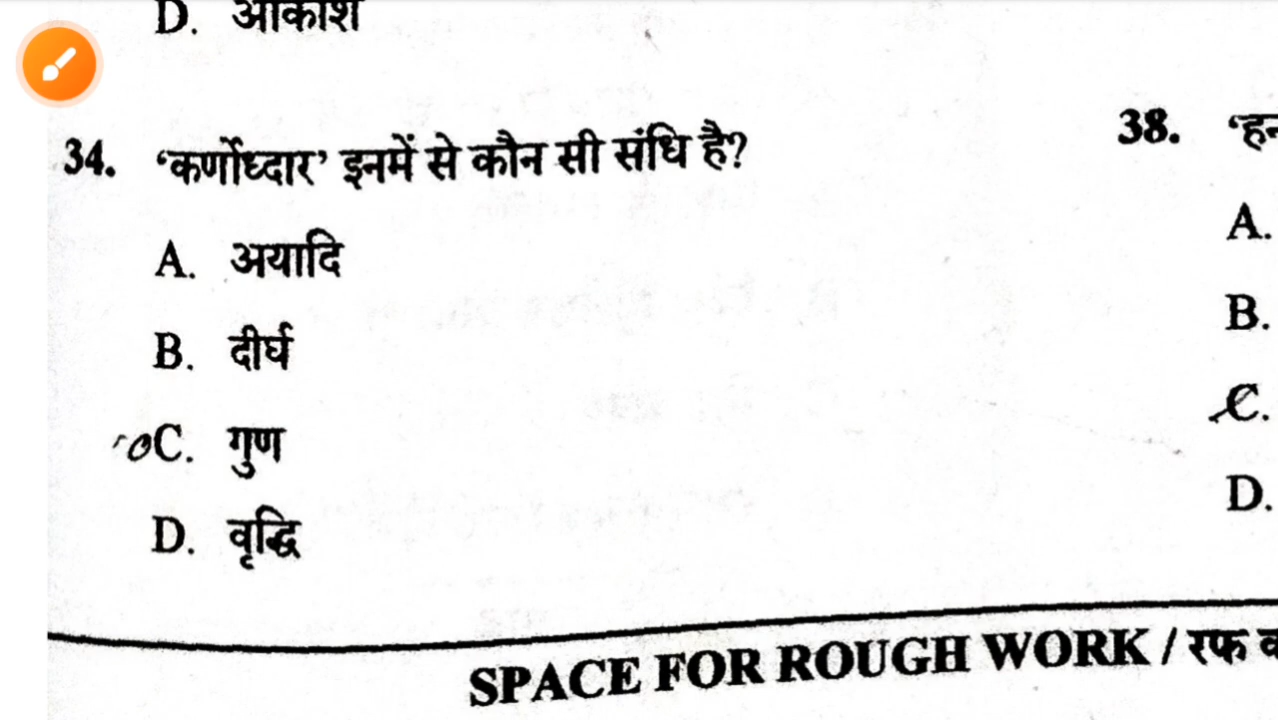 D. आकाश
34. ‘कर्णोध्दार’ इनमें से कौन सी संधि है?
A. अयादि
B. दीर्घ
C. गुण
D. वृद्धि
38.
A.
B.
C.
D.
SPACE FOR ROUGH WORK / रफ